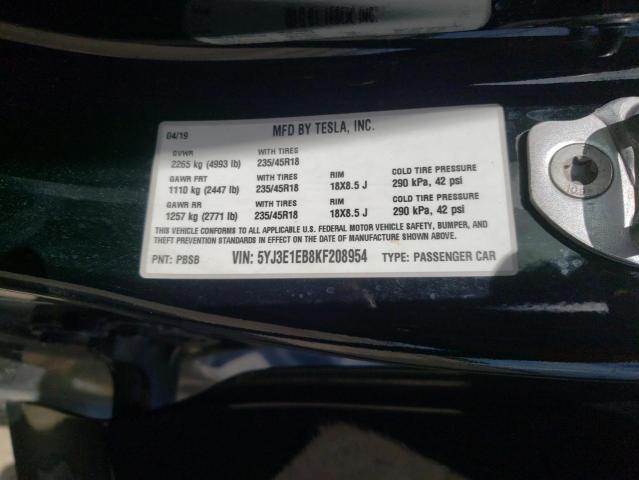 04/19 MFD BY TESLA, INC.
GVWR WITH TIRES
2265 kg (4993 lb) 235/45R18
GAWR FRT WITH TIRES RIM COLD TIRE PRESSURE
1110 kg (2447 lb) 235/45R18 18X8.5 J 290 kPa, 42 psi
GAWR RR WITH TIRES RIM COLD TIRE PRESSURE
1257 kg (2771 lb) 235/45R18 18X8.5 J 290 kPa, 42 psi
THIS VEHICLE CONFORMS TO ALL APPLICABLE U.S. FEDERAL MOTOR VEHICLE SAFETY, BUMPER, AND
THEFT PREVENTION STANDARDS IN EFFECT ON THE DATE OF MANUFACTURE SHOWN ABOVE.
PNT: PBSB VIN: 5YJ3E1EB8KF208954 TYPE: PASSENGER CAR